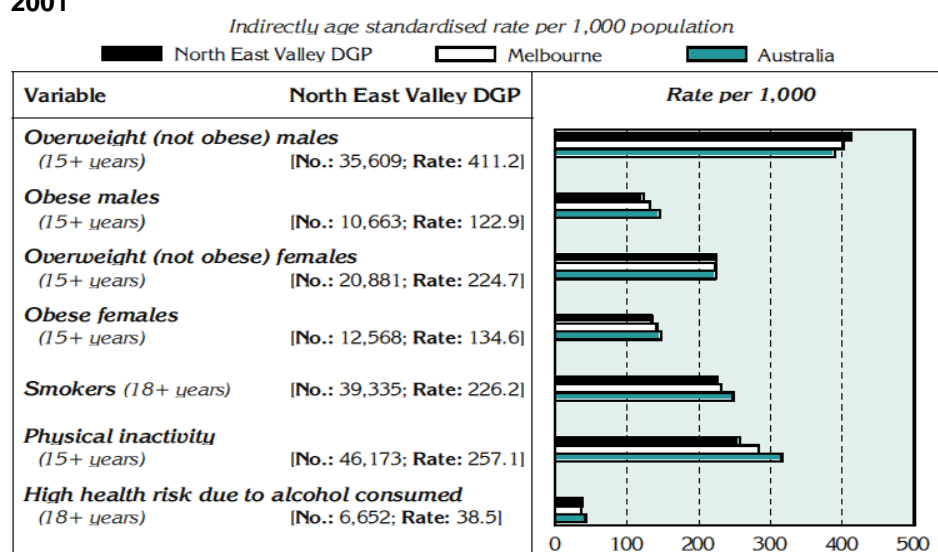 2001
Indirectly age standardised rate per 1,000 population
North East Valley DGP Melbourne Australia
Variable North East Valley DGP Rate per 1,000
Overweight (not obese) males
(15+ years) [No.: 35,609; Rate: 411.2]
Obese males
(15+ years) [No.: 10,663; Rate: 122.9]
Overweight (not obese) females
(15+ years) [No.: 20,881; Rate: 224.7]
Obese females
(15+ years) [No.: 12,568; Rate: 134.6]
Smokers (18+ years) [No.: 39,335; Rate: 226.2]
Physical inactivity
(15+ years) [No.: 46,173; Rate: 257.1]
High health risk due to alcohol consumed
(18+ years) [No.: 6,652; Rate: 38.5]
0 100 200 300 400 500